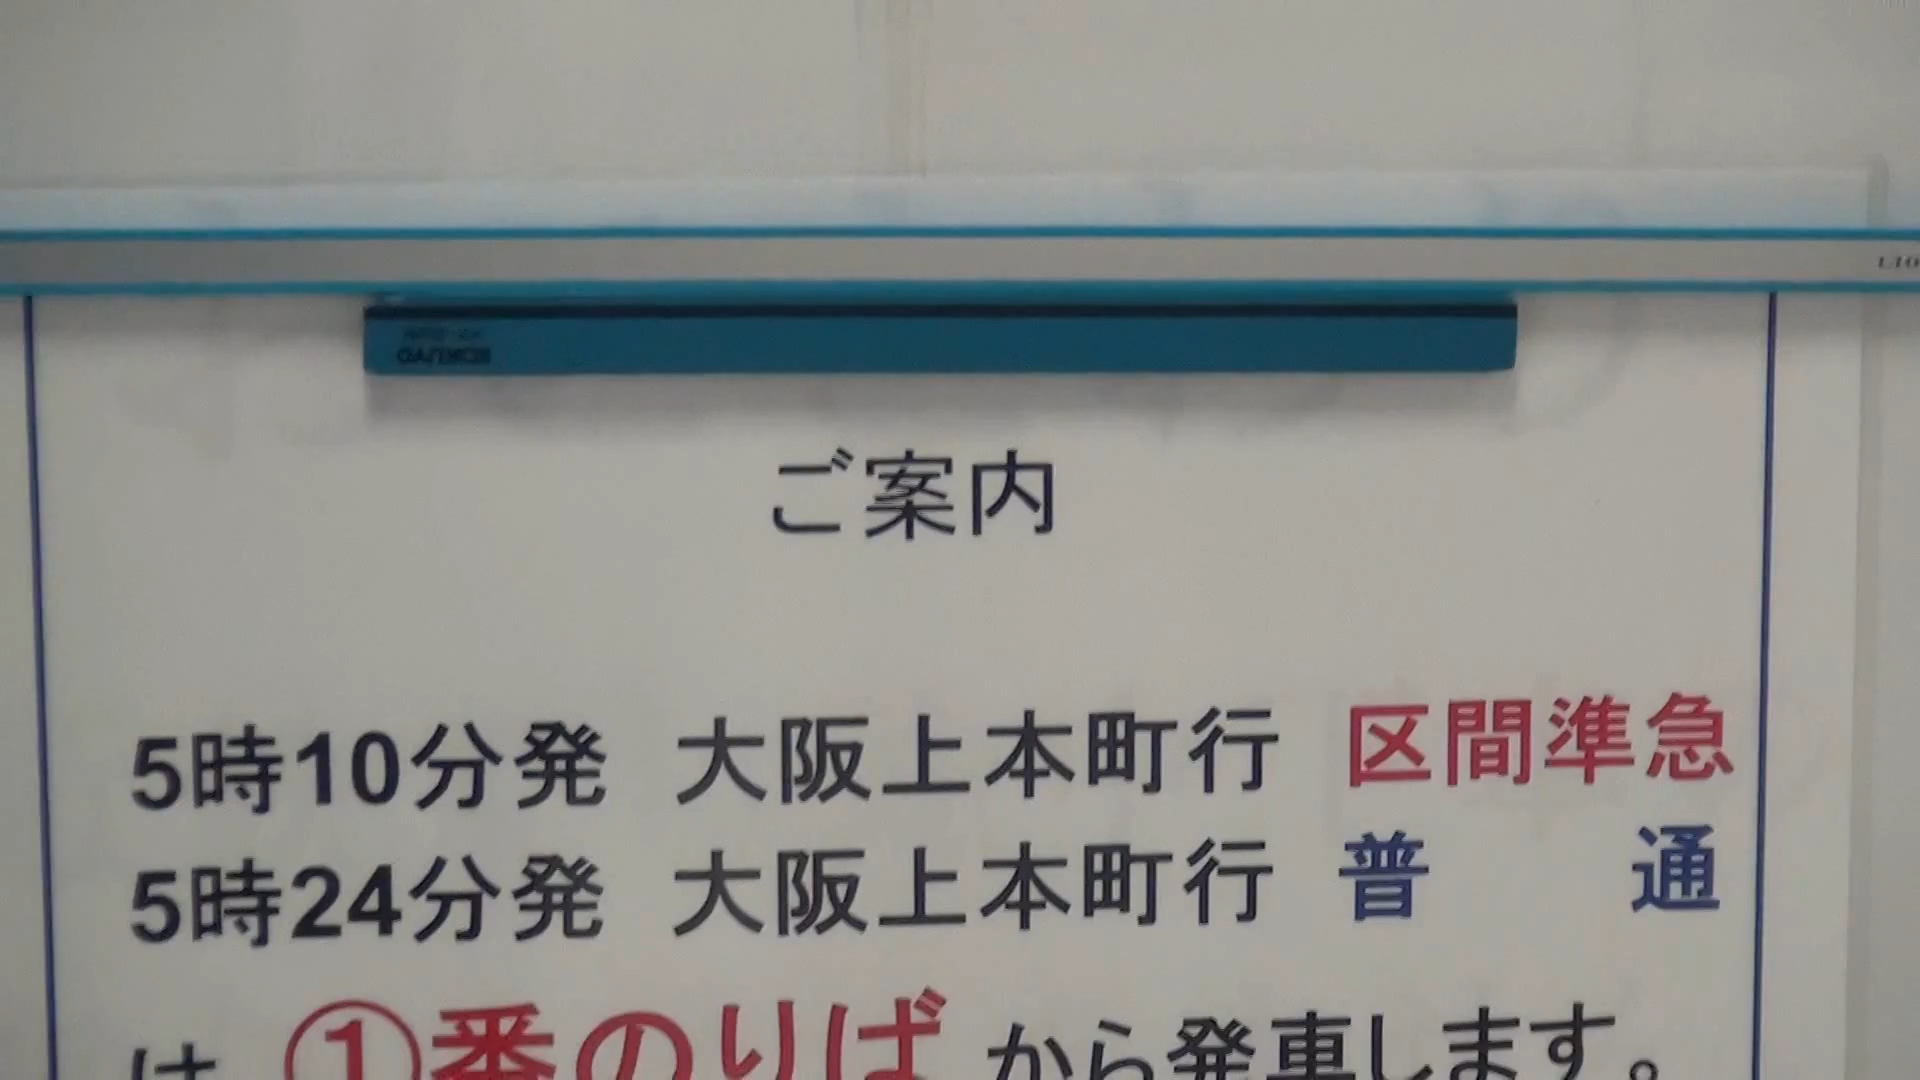 LIO
KOKUYO
ご案内
5時10分発 大阪上本町行 区間準急
5時24分発 大阪上本町行 普 通
は ①番のりば から発車します。